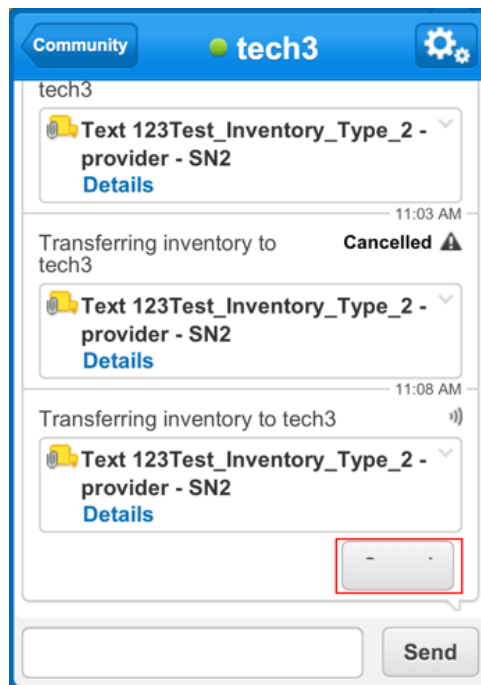 Community
tech3
tech3
Text 123Test_Inventory_Type_2 -
provider - SN2
Details
11:03 AM
Transferring inventory to
tech3
Cancelled
Text 123Test_Inventory_Type_2 -
provider - SN2
Details
11:08 AM
Transferring inventory to tech3
Text 123Test_Inventory_Type_2 -
provider - SN2
Details
Send